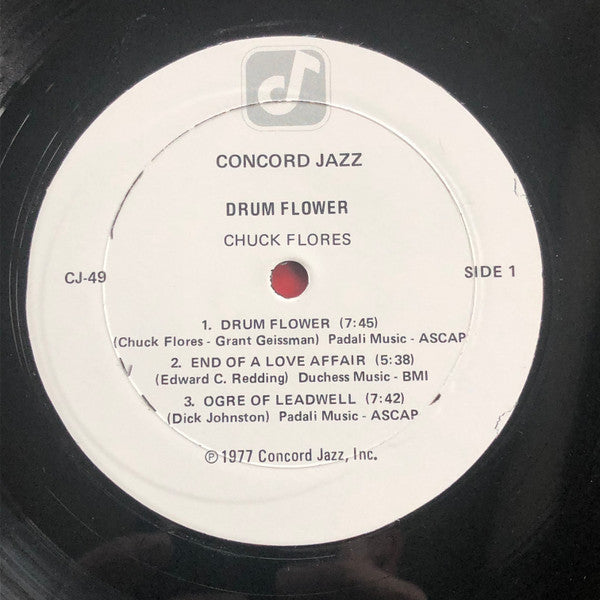 CONCORD JAZZ
DRUM FLOWER
CHUCK FLORES
CJ-49
SIDE 1
1. DRUM FLOWER (7:45)
(Chuck Flores - Grant Geissman) Padali Music - ASCAP
2. END OF A LOVE AFFAIR (5:38)
(Edward C. Redding) Duchess Music - BMI
3. OGRE OF LEADWELL (7:42)
(Dick Johnston) Padali Music - ASCAP
℗ 1977 Concord Jazz, Inc.